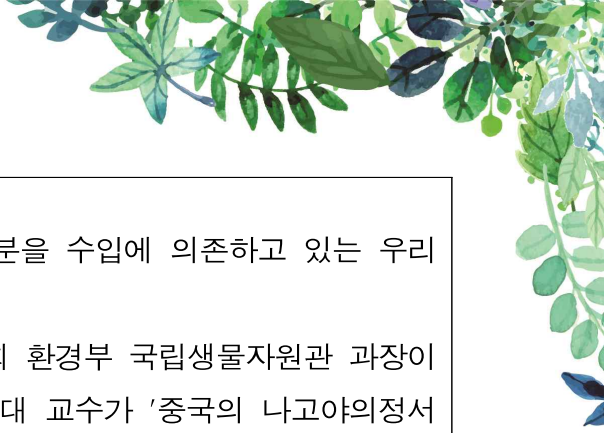 분을 수입에 의존하고 있는 우리
환경부 국립생물자원관 과장이
대 교수가 '중국의 나고야의정서